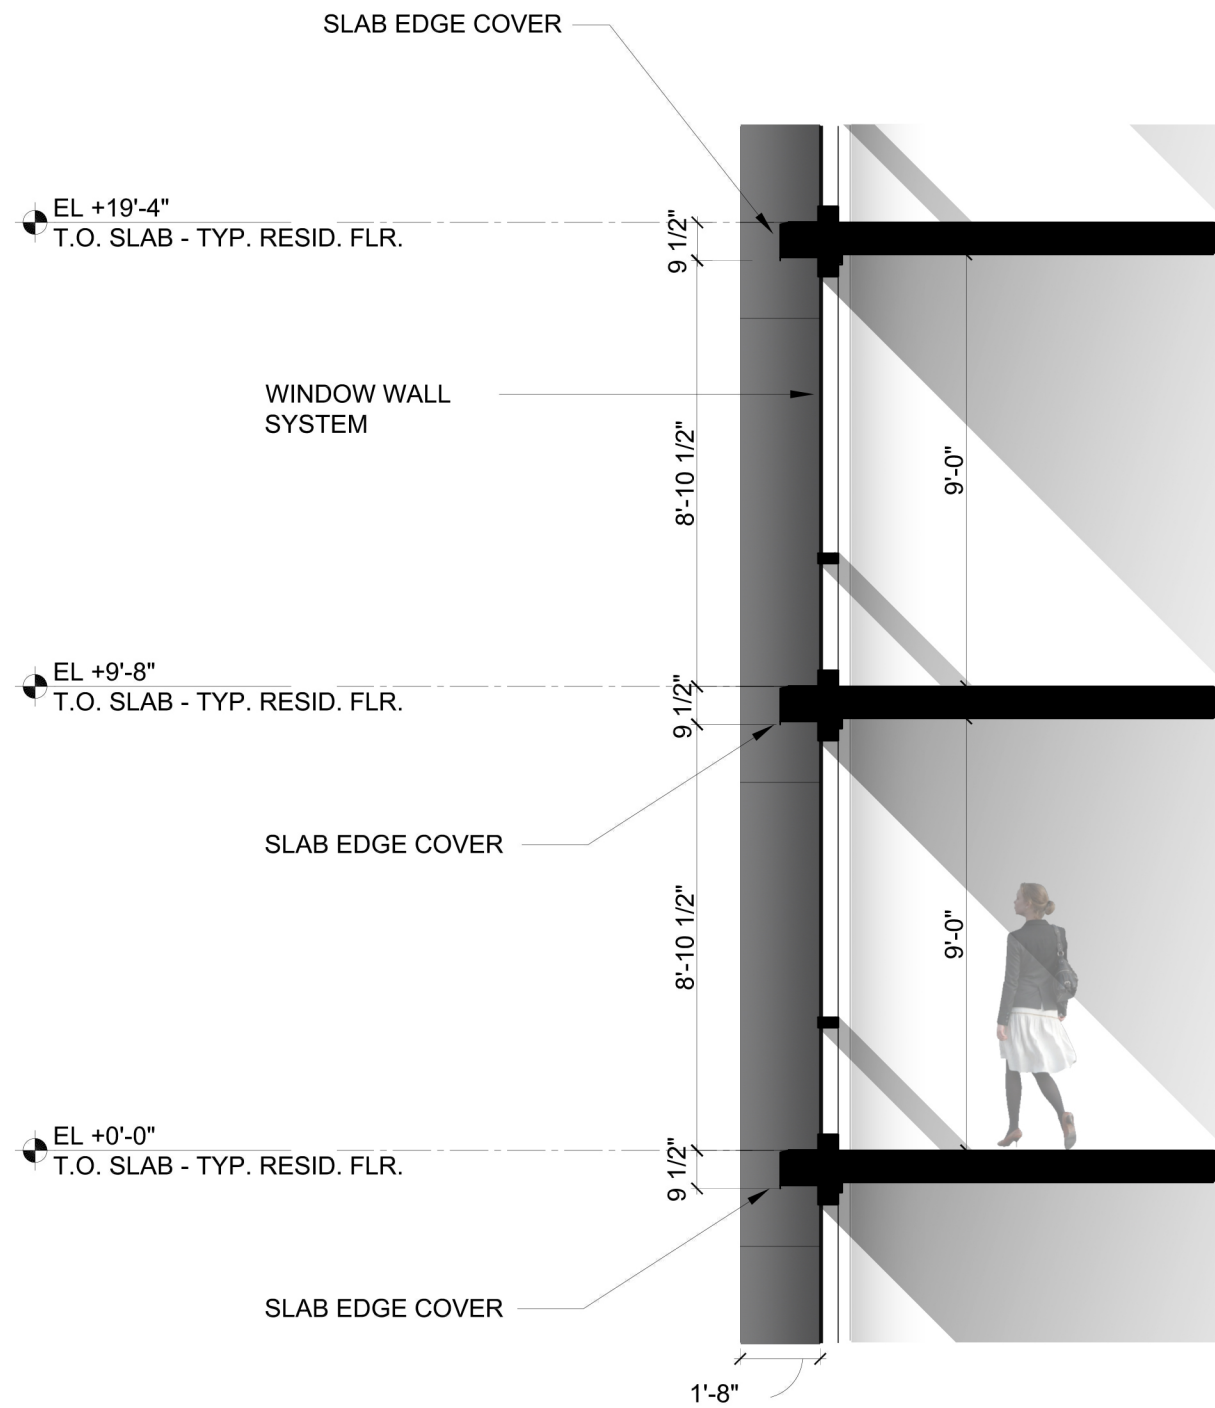 SLAB EDGE COVER
EL +19'-4"
T.O. SLAB - TYP. RESID. FLR.
9 1/2"
WINDOW WALL
SYSTEM
8'-10 1/2"
9'-0"
EL +9'-8"
T.O. SLAB - TYP. RESID. FLR.
9 1/2"
SLAB EDGE COVER
8'-10 1/2"
9'-0"
EL +0'-0"
T.O. SLAB - TYP. RESID. FLR.
9 1/2"
SLAB EDGE COVER
1'-8"